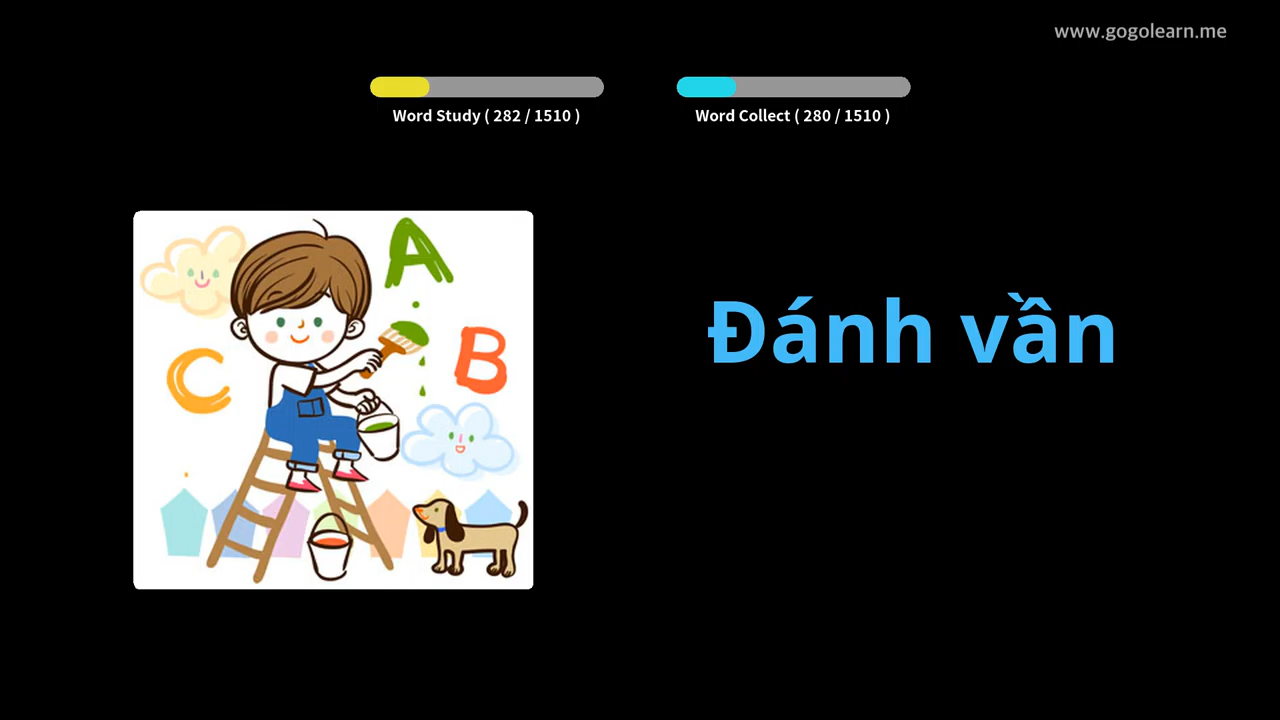 www.gogolearn.me
Word Study ( 282 / 1510 )
Word Collect ( 280 / 1510 )
A
B
C
Đánh vần